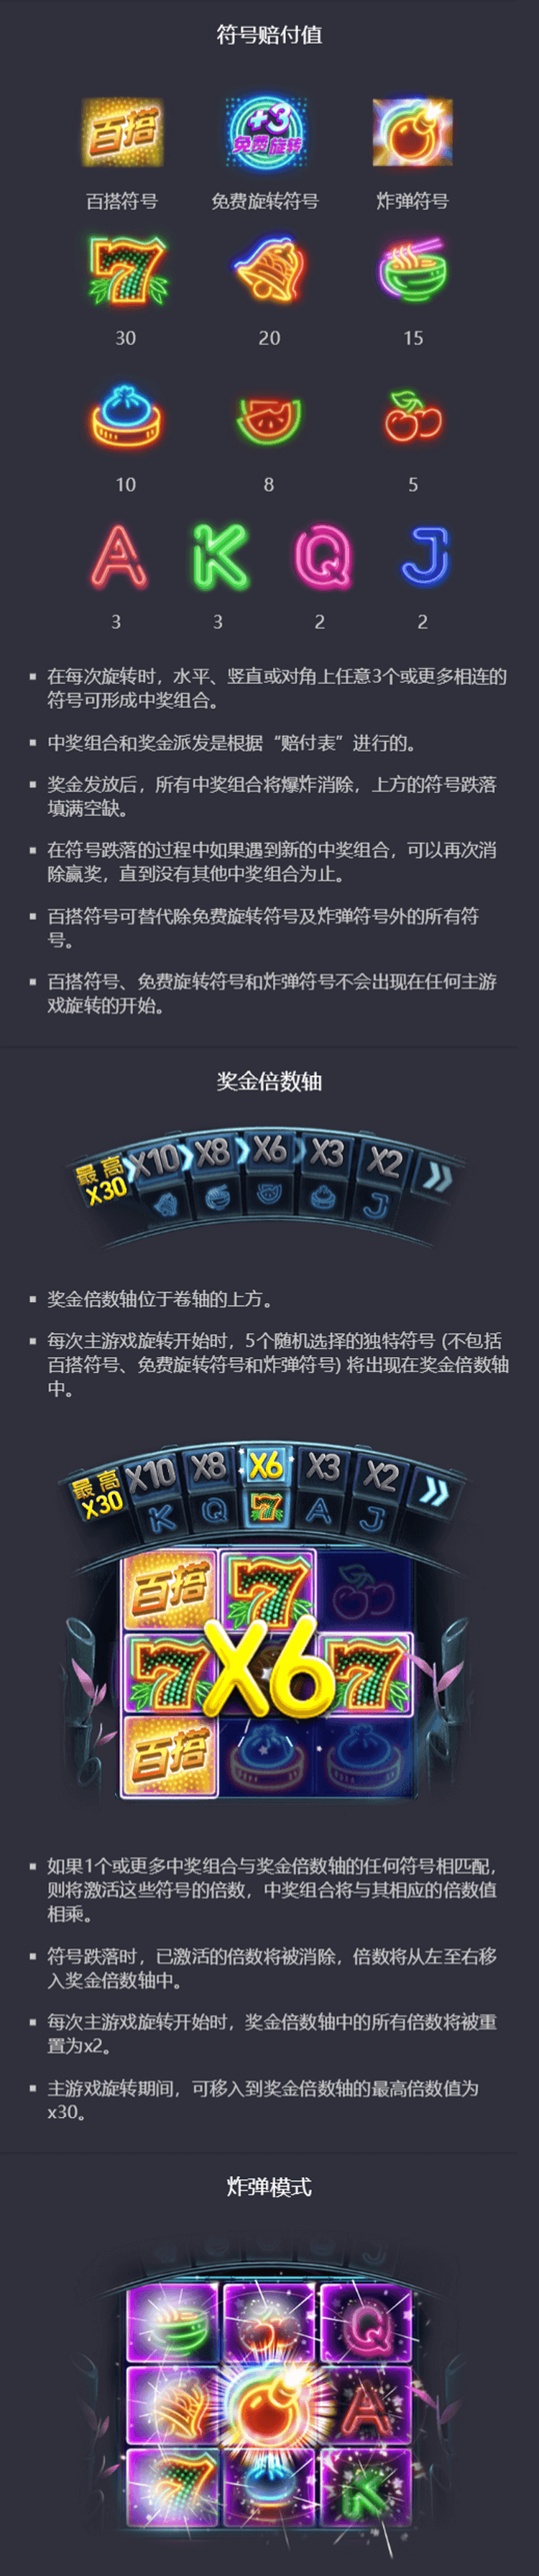 符号赔付值
百搭
+3
免费旋转
百搭符号 免费旋转符号 炸弹符号
7
30 20 15
10 8 5
A K Q J
3 3 2 2
▪ 在每次旋转时，水平、竖直或对角上任意3个或更多相连的
符号可形成中奖组合。
▪ 中奖组合和奖金派发是根据“赔付表”进行的。
▪ 奖金发放后，所有中奖组合将爆炸消除，上方的符号跌落
填满空缺。
▪ 在符号跌落的过程中如果遇到新的中奖组合，可以再次消
除赢奖，直到没有其他中奖组合为止。
▪ 百搭符号可替代除免费旋转符号及炸弹符号外的所有符
号。
▪ 百搭符号、免费旋转符号和炸弹符号不会出现在任何主游
戏旋转的开始。
奖金倍数轴
最高
X30
X10 X8 X6 X3 X2
J
▪ 奖金倍数轴位于卷轴的上方。
▪ 每次主游戏旋转开始时，5个随机选择的独特符号 (不包括
百搭符号、免费旋转符号和炸弹符号) 将出现在奖金倍数轴
中。
最高
X30
X10 X8 X6 X3 X2
K Q 7 A J
百搭 7
7 X6 7
百搭
▪ 如果1个或更多中奖组合与奖金倍数轴的任何符号相匹配，
则将激活这些符号的倍数，中奖组合将与其相应的倍数值
相乘。
▪ 符号跌落时，已激活的倍数将被消除，倍数将从左至右移
入奖金倍数轴中。
▪ 每次主游戏旋转开始时，奖金倍数轴中的所有倍数将被重
置为x2。
▪ 主游戏旋转期间，可移入到奖金倍数轴的最高倍数值为
x30。
炸弹模式
Q
A
7 K